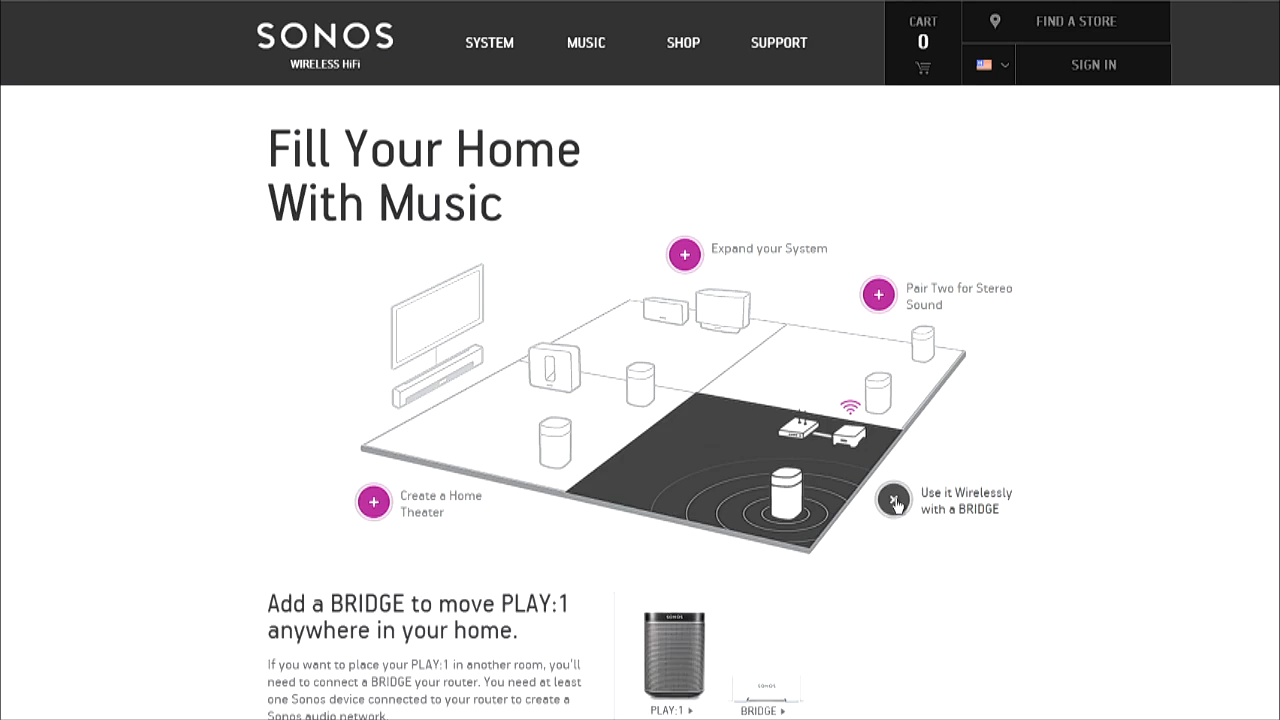 SONOS
WIRELESS HiFi
SYSTEM
MUSIC
SHOP
SUPPORT
CART
0
FIND A STORE
SIGN IN
Fill Your Home
With Music
Expand your System
Pair Two for Stereo
Sound
Create a Home
Theater
Use it Wirelessly
with a BRIDGE
Add a BRIDGE to move PLAY:1
anywhere in your home.
If you want to place your PLAY:1 in another room, you'll
need to connect a BRIDGE your router. You need at least
one Sonos device connected to your router to create a
Sonos audio network.
SONOS
PLAY:1
SONOS
BRIDGE